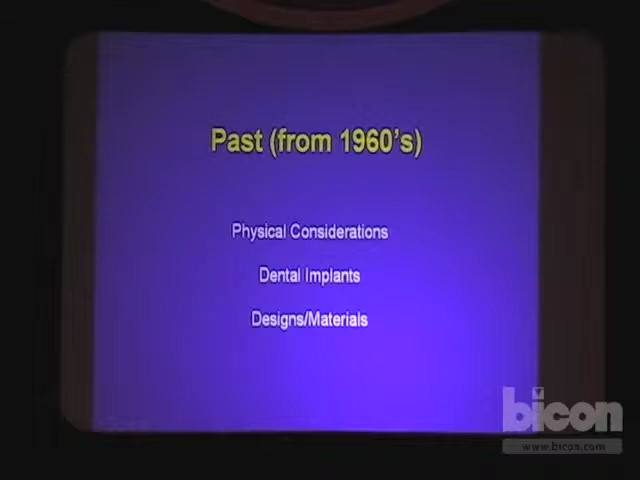 Past (from 1960's)
Physical Considerations
Dental Implants
Designs/Materials
bicon
www.bicon.com